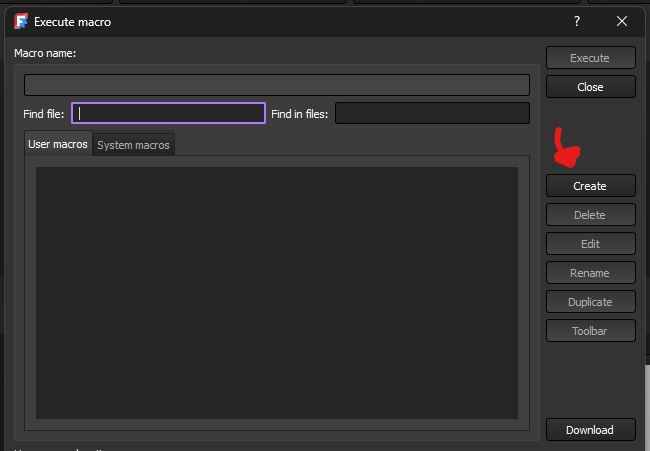 Execute macro
Macro name:
Execute
Close
Find file:
Find in files:
User macros
System macros
Create
Delete
Edit
Rename
Duplicate
Toolbar
Download